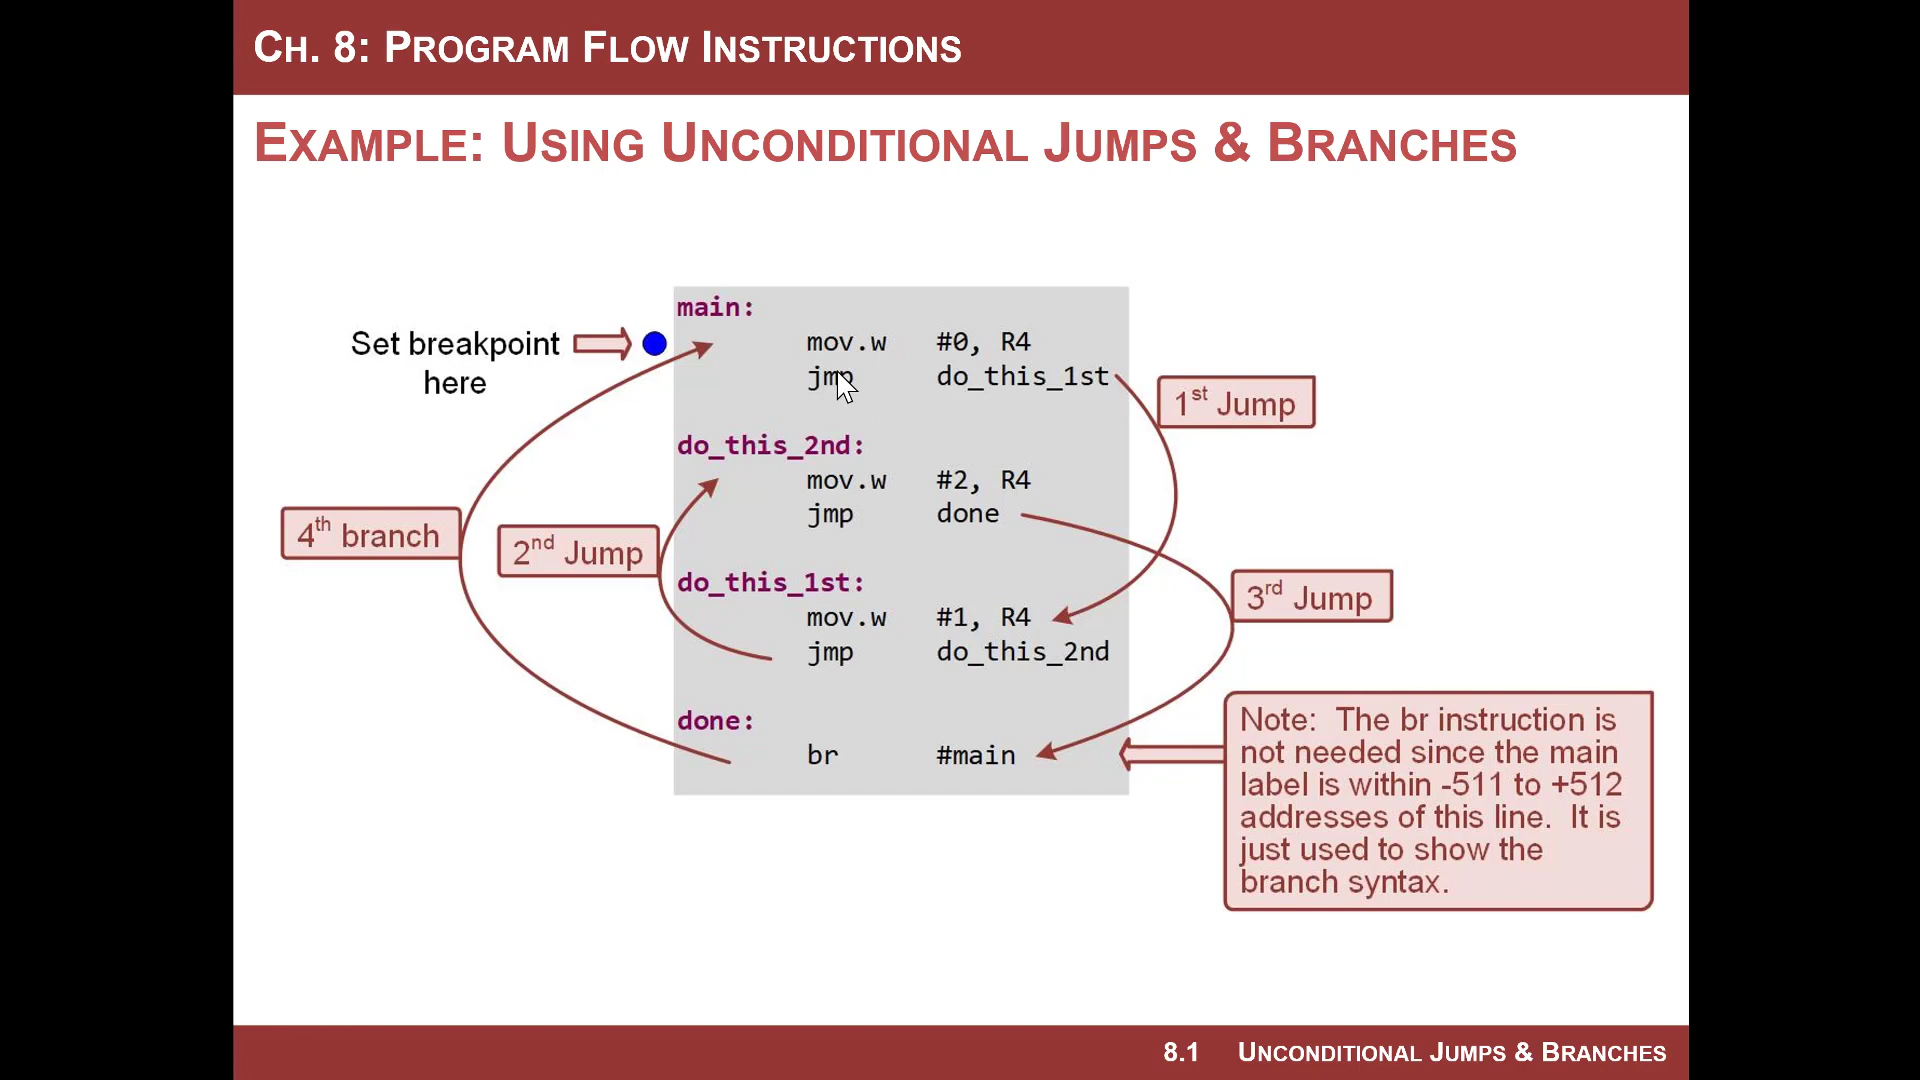 CH. 8: PROGRAM FLOW INSTRUCTIONS
EXAMPLE: USING UNCONDITIONAL JUMPS & BRANCHES
Set breakpoint
here
main:
mov.w #0, R4
jmp do_this_1st
1st Jump
do_this_2nd:
mov.w #2, R4
jmp done
4th branch
2nd Jump
do_this_1st:
mov.w #1, R4
jmp do_this_2nd
3rd Jump
done:
br #main
Note: The br instruction is
not needed since the main
label is within -511 to +512
addresses of this line. It is
just used to show the
branch syntax.
8.1 UNCONDITIONAL JUMPS & BRANCHES